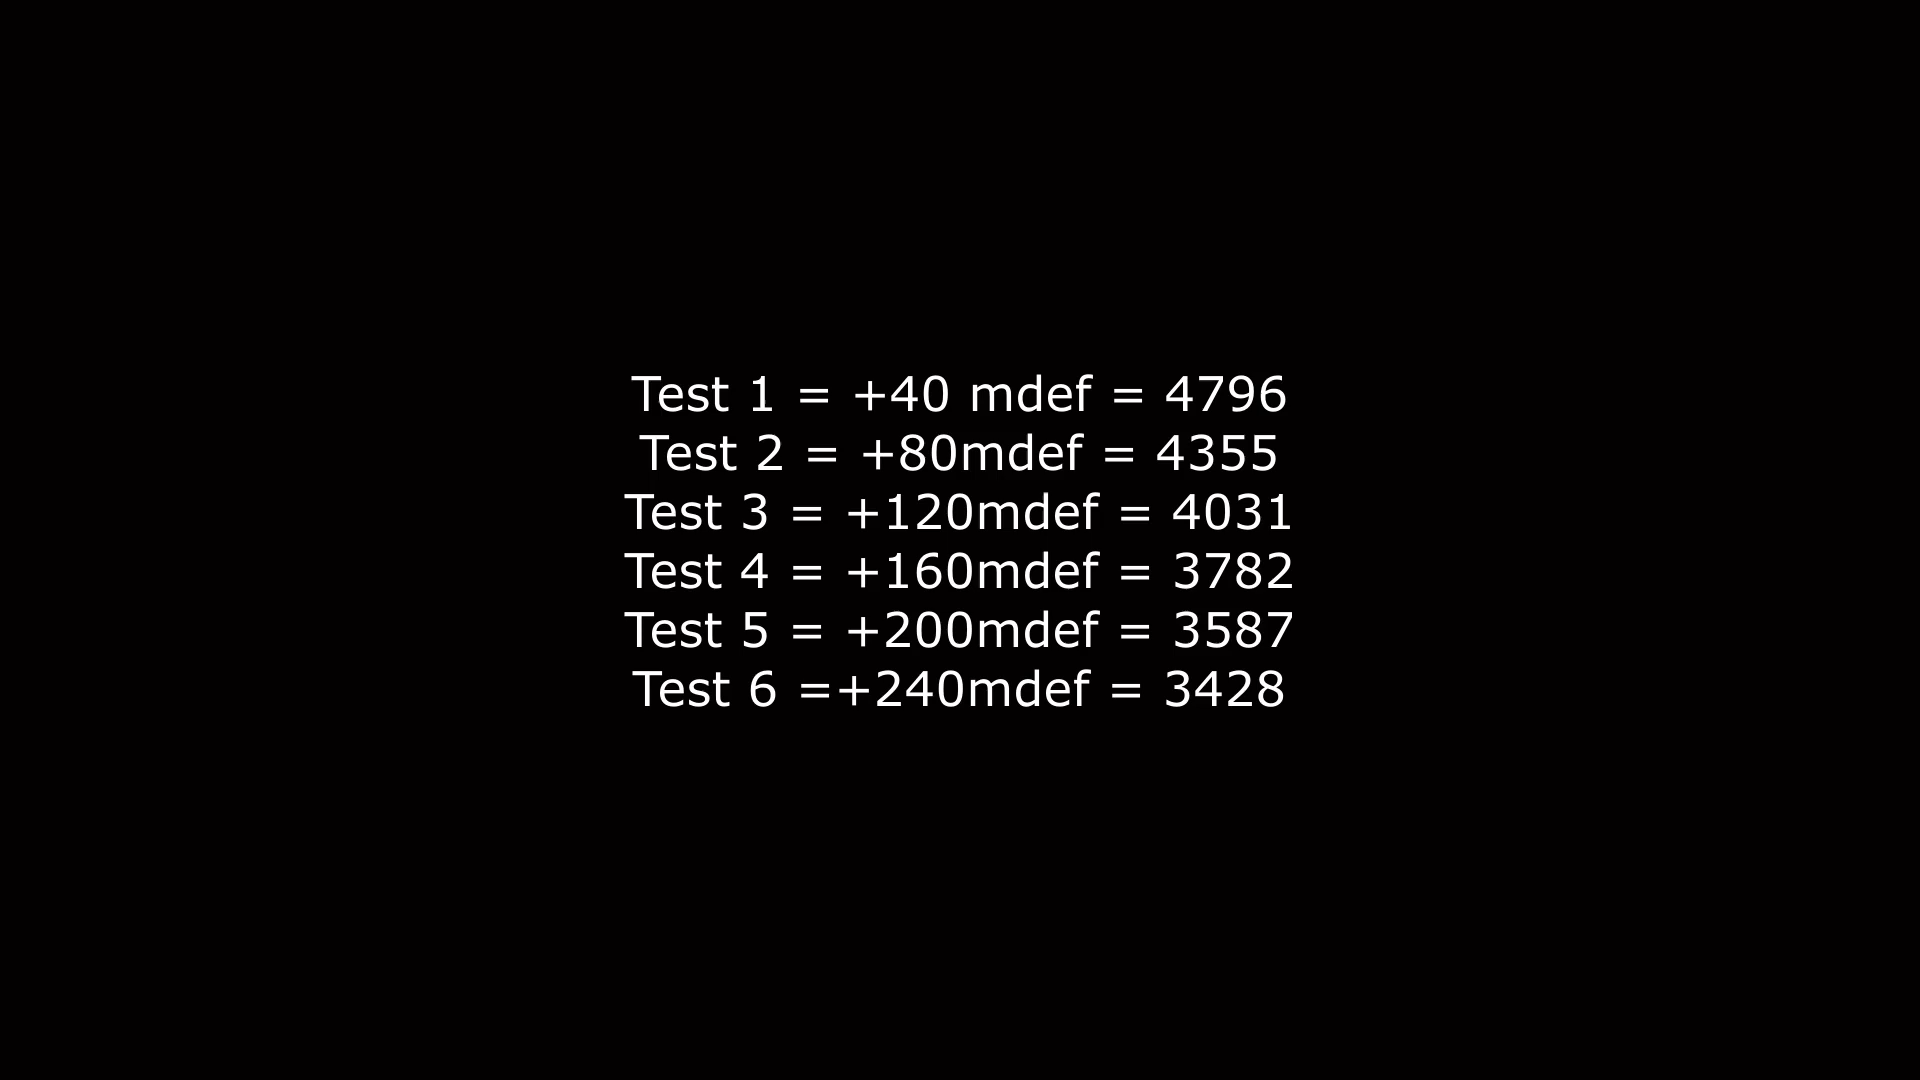 Test 1 = +40 mdef = 4796
Test 2 = +80mdef = 4355
Test 3 = +120mdef = 4031
Test 4 = +160mdef = 3782
Test 5 = +200mdef = 3587
Test 6 =+240mdef = 3428